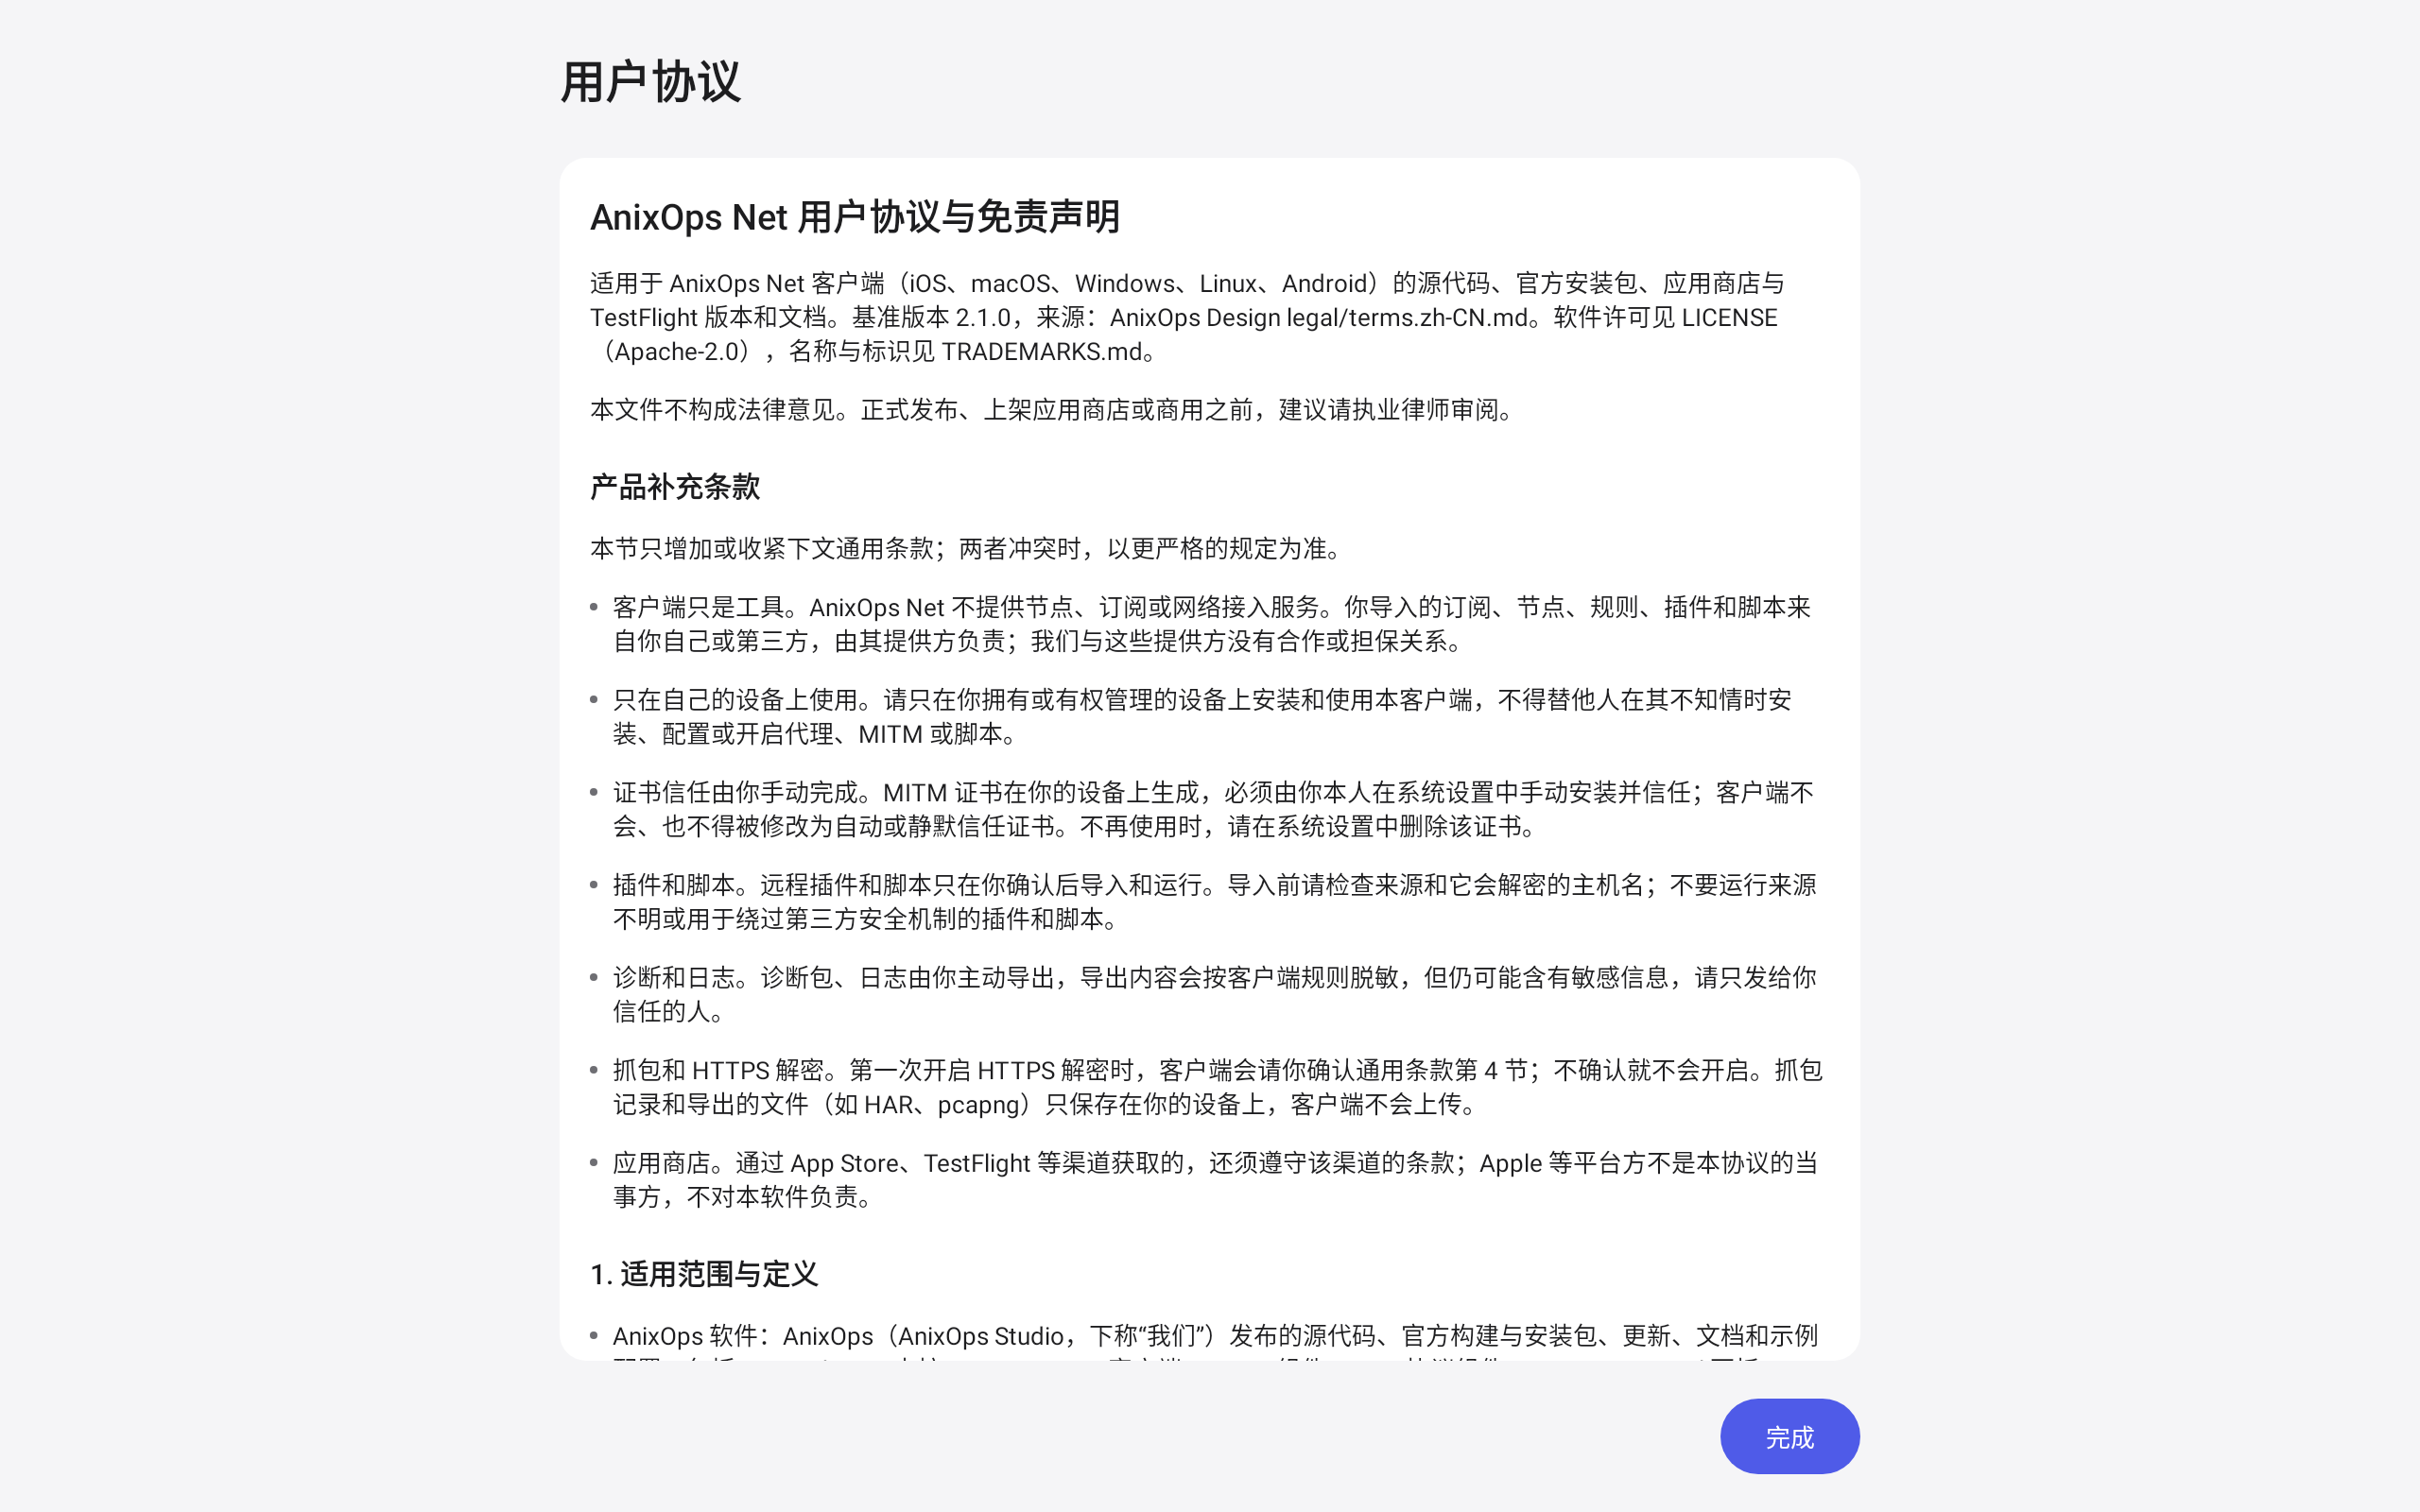 用户协议
AnixOps Net 用户协议与免责声明
适用于 AnixOps Net 客户端（iOS、macOS、Windows、Linux、Android）的源代码、官方安装包、应用商店与
TestFlight 版本和文档。基准版本 2.1.0，来源：AnixOps Design legal/terms.zh-CN.md。软件许可见 LICENSE
（Apache-2.0），名称与标识见 TRADEMARKS.md。
本文件不构成法律意见。正式发布、上架应用商店或商用之前，建议请执业律师审阅。
产品补充条款
本节只增加或收紧下文通用条款；两者冲突时，以更严格的规定为准。
• 客户端只是工具。AnixOps Net 不提供节点、订阅或网络接入服务。你导入的订阅、节点、规则、插件和脚本来
自你自己或第三方，由其提供方负责；我们与这些提供方没有合作或担保关系。
• 只在自己的设备上使用。请只在你拥有或有权管理的设备上安装和使用本客户端，不得替他人在其不知情时安
装、配置或开启代理、MITM 或脚本。
• 证书信任由你手动完成。MITM 证书在你的设备上生成，必须由你本人在系统设置中手动安装并信任；客户端不
会、也不得被修改为自动或静默信任证书。不再使用时，请在系统设置中删除该证书。
• 插件和脚本。远程插件和脚本只在你确认后导入和运行。导入前请检查来源和它会解密的主机名；不要运行来源
不明或用于绕过第三方安全机制的插件和脚本。
• 诊断和日志。诊断包、日志由你主动导出，导出内容会按客户端规则脱敏，但仍可能含有敏感信息，请只发给你
信任的人。
• 抓包和 HTTPS 解密。第一次开启 HTTPS 解密时，客户端会请你确认通用条款第 4 节；不确认就不会开启。抓包
记录和导出的文件（如 HAR、pcapng）只保存在你的设备上，客户端不会上传。
• 应用商店。通过 App Store、TestFlight 等渠道获取的，还须遵守该渠道的条款；Apple 等平台方不是本协议的当
事方，不对本软件负责。
1. 适用范围与定义
• AnixOps 软件：AnixOps（AnixOps Studio，下称“我们”）发布的源代码、官方构建与安装包、更新、文档和示例
完成